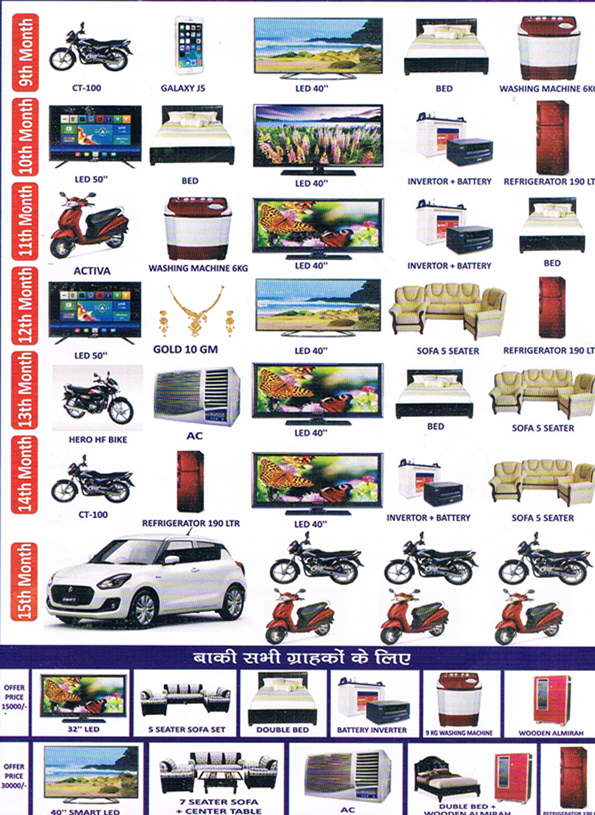 9th Month
CT-100
GALAXY J5
LED 40''
BED
WASHING MACHINE 6KG
10th Month
LED 50''
BED
LED 40''
INVERTOR + BATTERY
REFRIGERATOR 190 LT
11th Month
ACTIVA
WASHING MACHINE 6KG
LED 40''
INVERTOR + BATTERY
BED
12th Month
LED 50''
GOLD 10 GM
LED 40''
SOFA 5 SEATER
REFRIGERATOR 190 LT
13th Month
HERO HF BIKE
AC
LED 40''
BED
SOFA 5 SEATER
14th Month
CT-100
REFRIGERATOR 190 LTR
LED 40''
INVERTOR + BATTERY
SOFA 5 SEATER
15th Month
बाकी सभी ग्राहकों के लिए
OFFER
PRICE
15000/-
32'' LED
5 SEATER SOFA SET
DOUBLE BED
BATTERY INVERTER
9 KG WASHING MACHINE
WOODEN ALMIRAH
OFFER
PRICE
30000/-
40'' SMART LED
7 SEATER SOFA
+ CENTER TABLE
AC
DUBLE BED +
WOODEN ALMIRAH
REFRIGERATOR 190